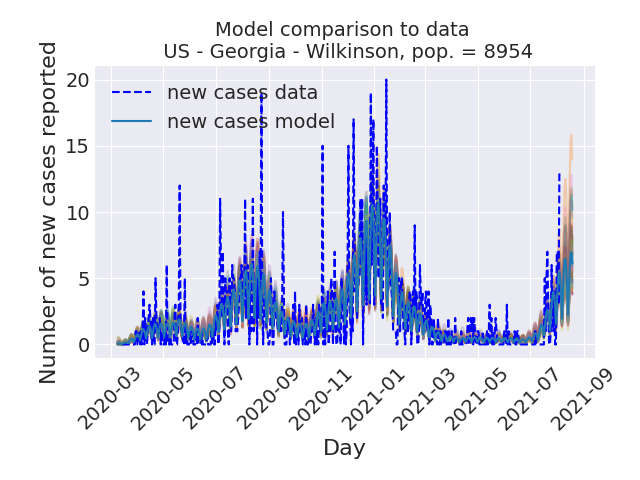 Model comparison to data
US - Georgia - Wilkinson, pop. = 8954
Number of new cases reported
20
15
10
5
0
new cases data
new cases model
2020-03
2020-05
2020-07
2020-09
2020-11
2021-01
2021-03
2021-05
2021-07
2021-09
Day